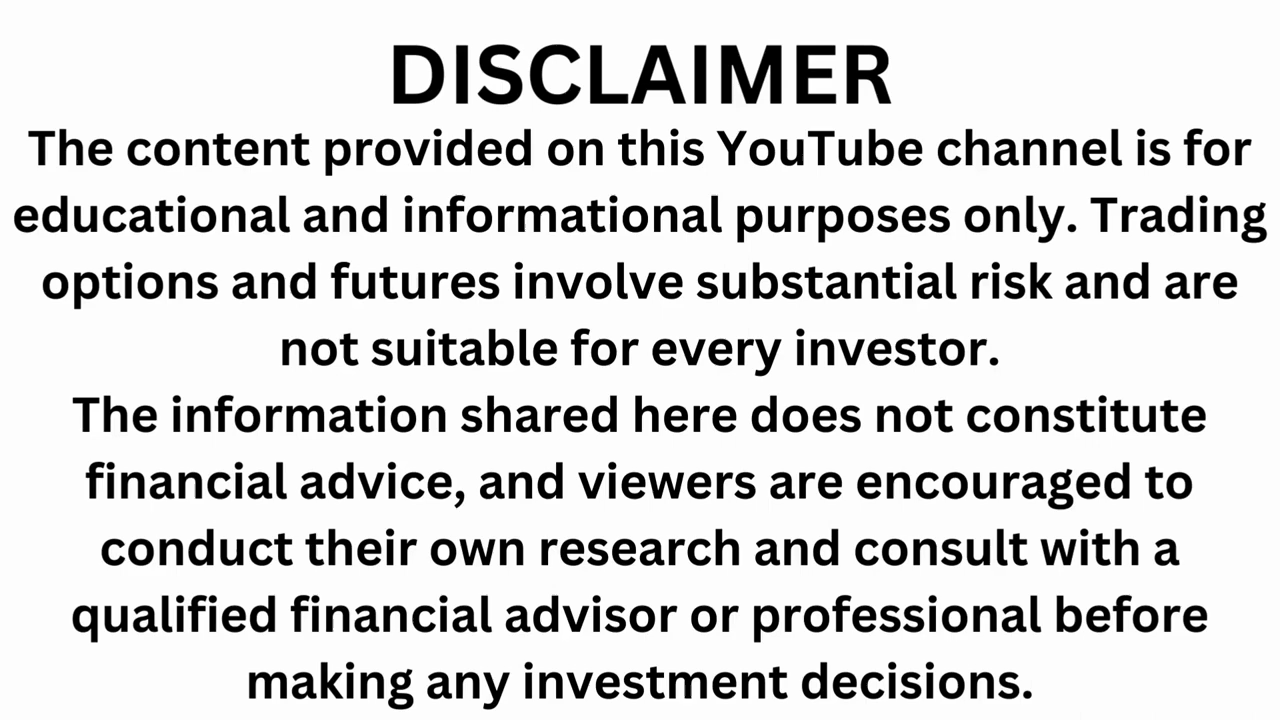 DISCLAIMER
The content provided on this YouTube channel is for
educational and informational purposes only. Trading
options and futures involve substantial risk and are
not suitable for every investor.
The information shared here does not constitute
financial advice, and viewers are encouraged to
conduct their own research and consult with a
qualified financial advisor or professional before
making any investment decisions.